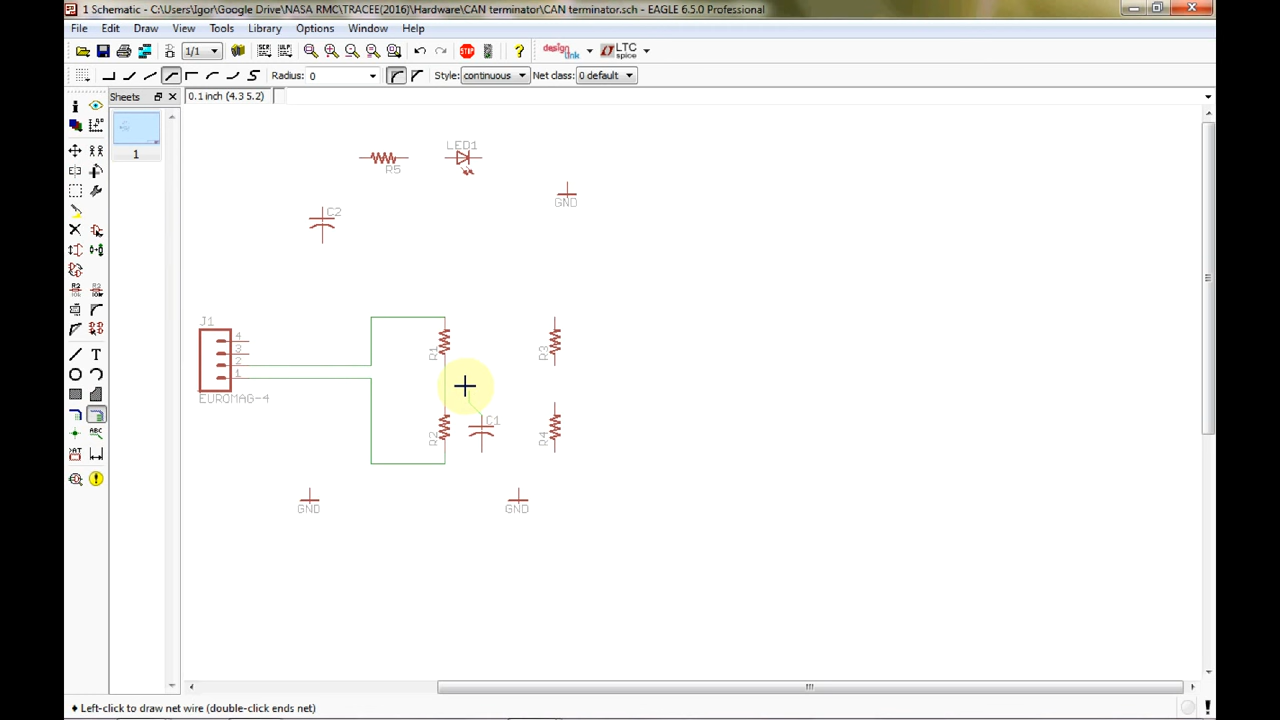 1 Schematic - C:\Users\Igor\Google Drive\NASA RMC\TRACEE(2016)\Hardware\CAN terminator\CAN terminator.sch - EAGLE 6.5.0 Professional
File Edit Draw View Tools Library Options Window Help
1/1 design link LTC spice
Radius: 0 Style: continuous Net class: 0 default
Sheets 0.1 inch (4.3 5.2)
1
LED1
R5
GND
C2
J1
4
3
2
1
EUROMAG-4
R1
R3
C1
R2
R4
GND
GND
Left-click to draw net wire (double-click ends net)